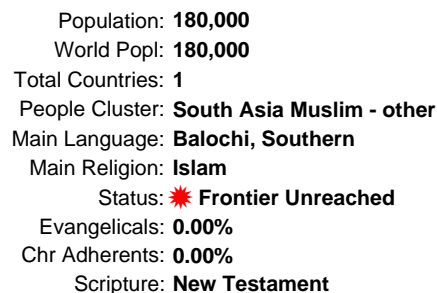 Population: 180,000
World Popl: 180,000
Total Countries: 1
People Cluster: South Asia Muslim - other
Main Language: Balochi, Southern
Main Religion: Islam
Status: Frontier Unreached
Evangelicals: 0.00%
Chr Adherents: 0.00%
Scripture: New Testament